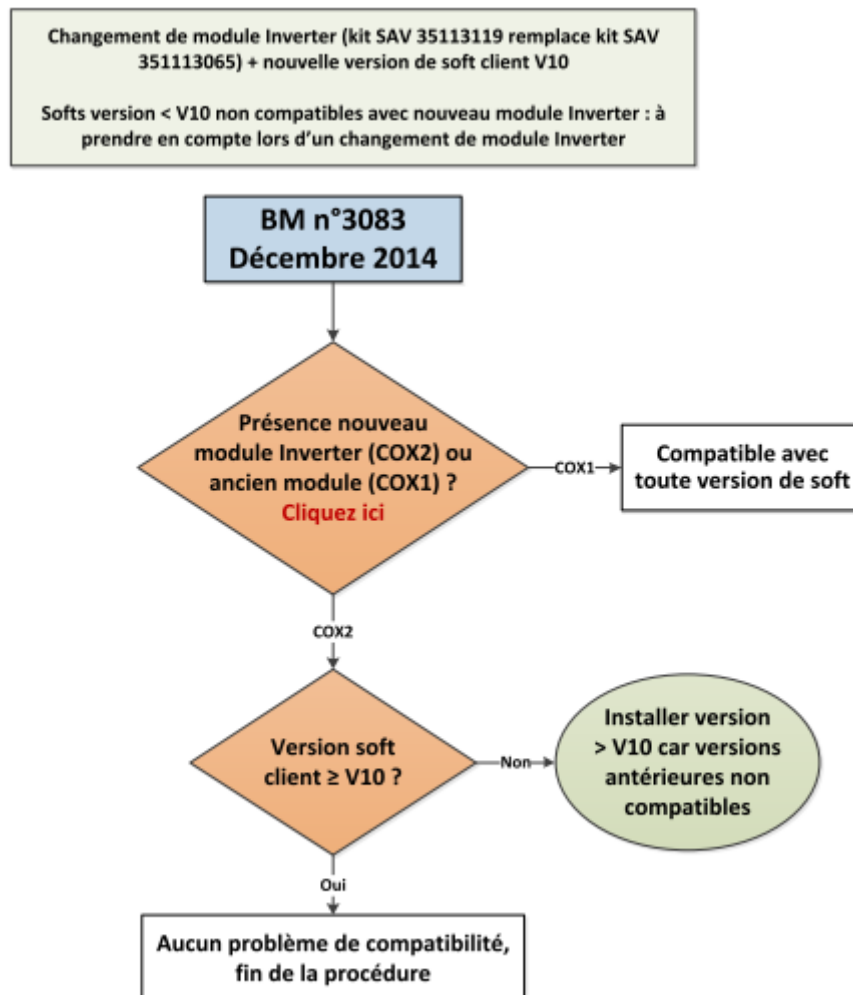 Changement de module Inverter (kit SAV 35113119 remplace kit SAV
351113065) + nouvelle version de soft client V10
Softs version < V10 non compatibles avec nouveau module Inverter : à
prendre en compte lors d'un changement de module Inverter
BM n°3083
Décembre 2014
Présence nouveau
module Inverter (COX2) ou
ancien module (COX1) ?
Cliquez ici
COX1
Compatible avec
toute version de soft
COX2
Version soft
client ≥ V10 ?
Non
Installer version
> V10 car versions
antérieures non
compatibles
Oui
Aucun problème de compatibilité,
fin de la procédure